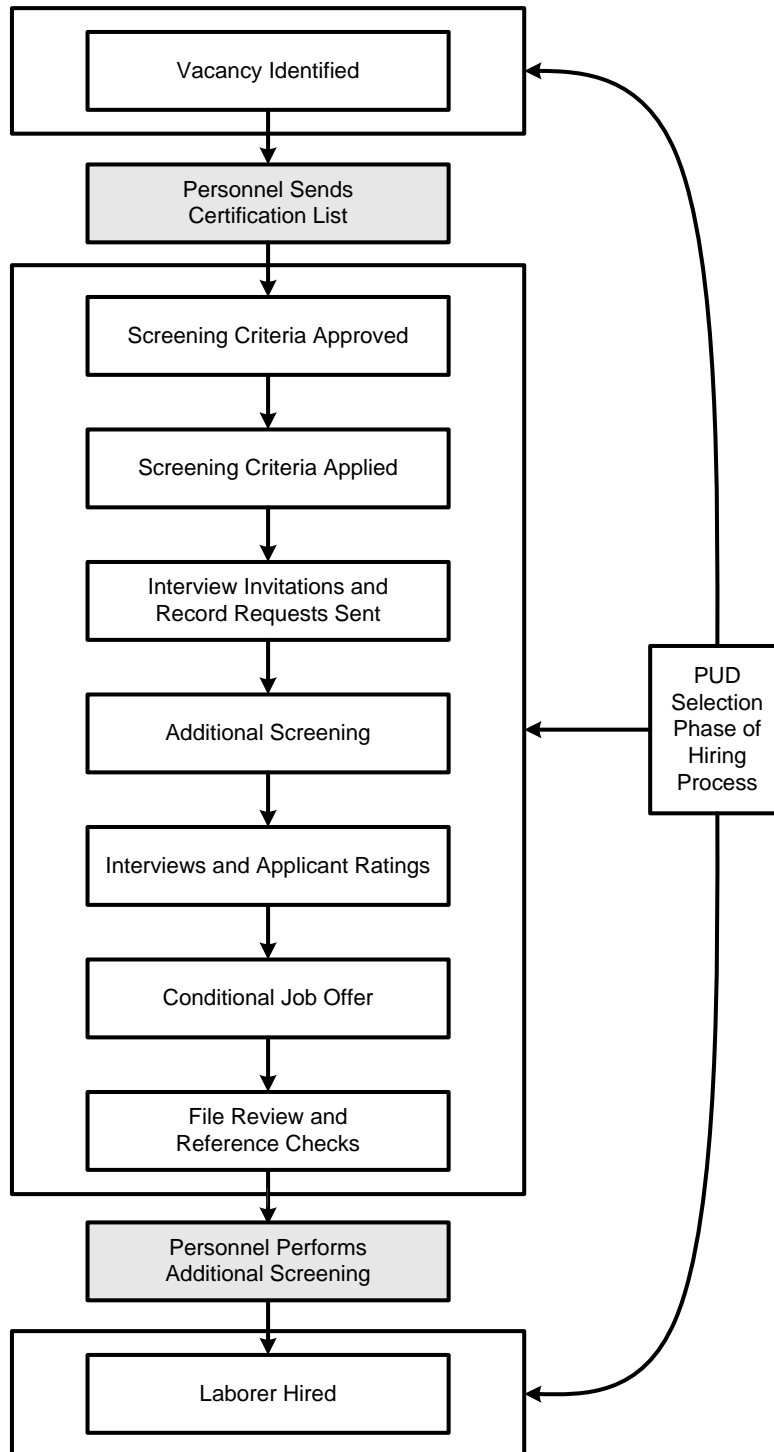 Vacancy Identified
Personnel Sends
Certification List
Screening Criteria Approved
Screening Criteria Applied
Interview Invitations and
Record Requests Sent
Additional Screening
Interviews and Applicant Ratings
Conditional Job Offer
File Review and
Reference Checks
Personnel Performs
Additional Screening
Laborer Hired
PUD
Selection
Phase of
Hiring
Process